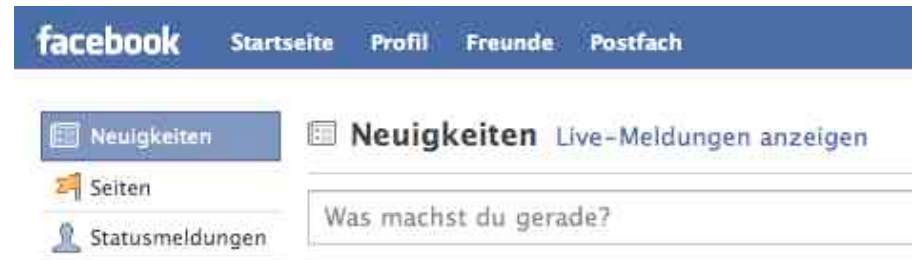 facebook Startseite Profil Freunde Postfach
Neuigkeiten
Seiten
Statusmeldungen
Neuigkeiten Live-Meldungen anzeigen
Was machst du gerade?